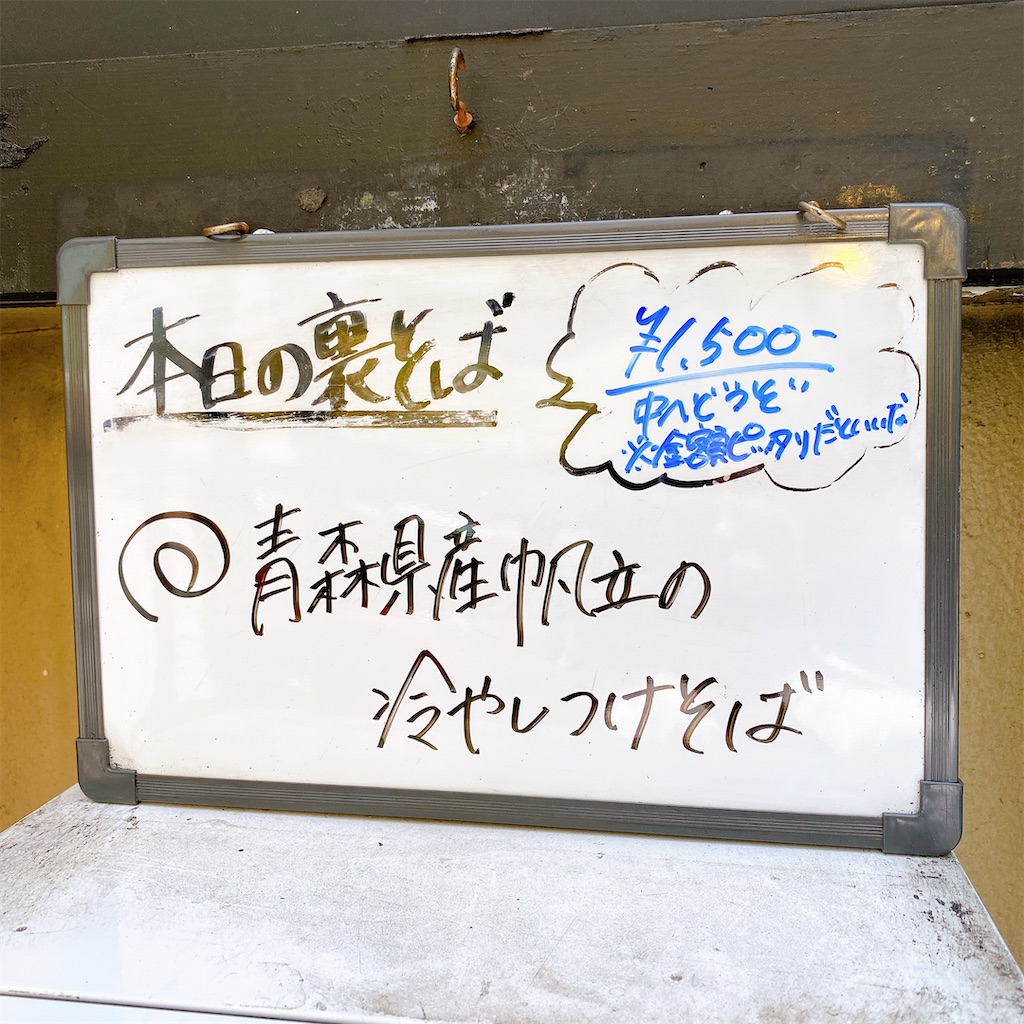 本日の裏そば
¥1,500-
中へどうぞ
※金額ピッタリだといいな
◎青森県産帆立の
冷やしつけそば